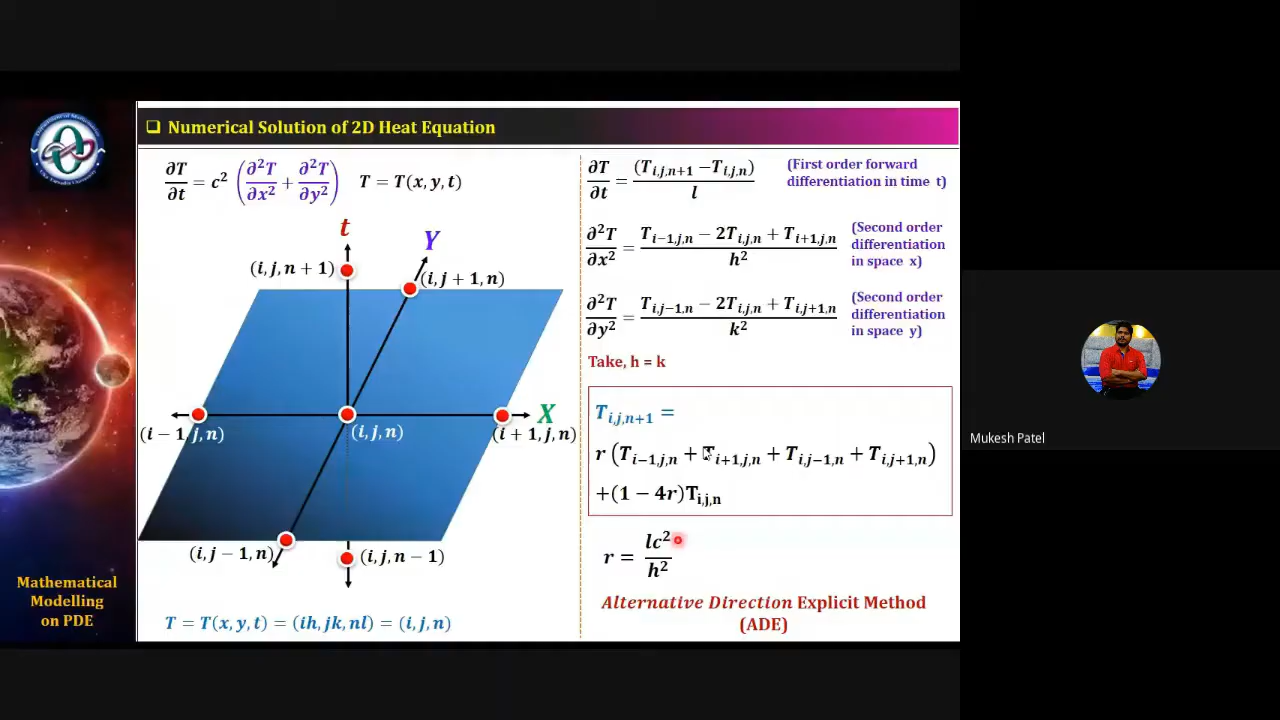 ❑ Numerical Solution of 2D Heat Equation
∂T/∂t = c² (∂²T/∂x² + ∂²T/∂y²) T = T(x, y, t)
t
Y
(i, j, n + 1)
(i, j + 1, n)
X
(i − 1, j, n)
(i, j, n)
(i + 1, j, n)
(i, j − 1, n)
(i, j, n − 1)
T = T(x, y, t) = (ih, jk, nl) = (i, j, n)
∂T/∂t = (T_{i,j,n+1} − T_{i,j,n})/l
(First order forward
differentiation in time t)
∂²T/∂x² = (T_{i−1,j,n} − 2T_{i,j,n} + T_{i+1,j,n})/h²
(Second order
differentiation
in space x)
∂²T/∂y² = (T_{i,j−1,n} − 2T_{i,j,n} + T_{i,j+1,n})/k²
(Second order
differentiation
in space y)
Take, h = k
T_{i,j,n+1} =
r (T_{i−1,j,n} + T_{i+1,j,n} + T_{i,j−1,n} + T_{i,j+1,n})
+(1 − 4r)T_{i,j,n}
r = lc²/h²
Alternative Direction Explicit Method
(ADE)
Mathematical
Modelling
on PDE
Mukesh Patel